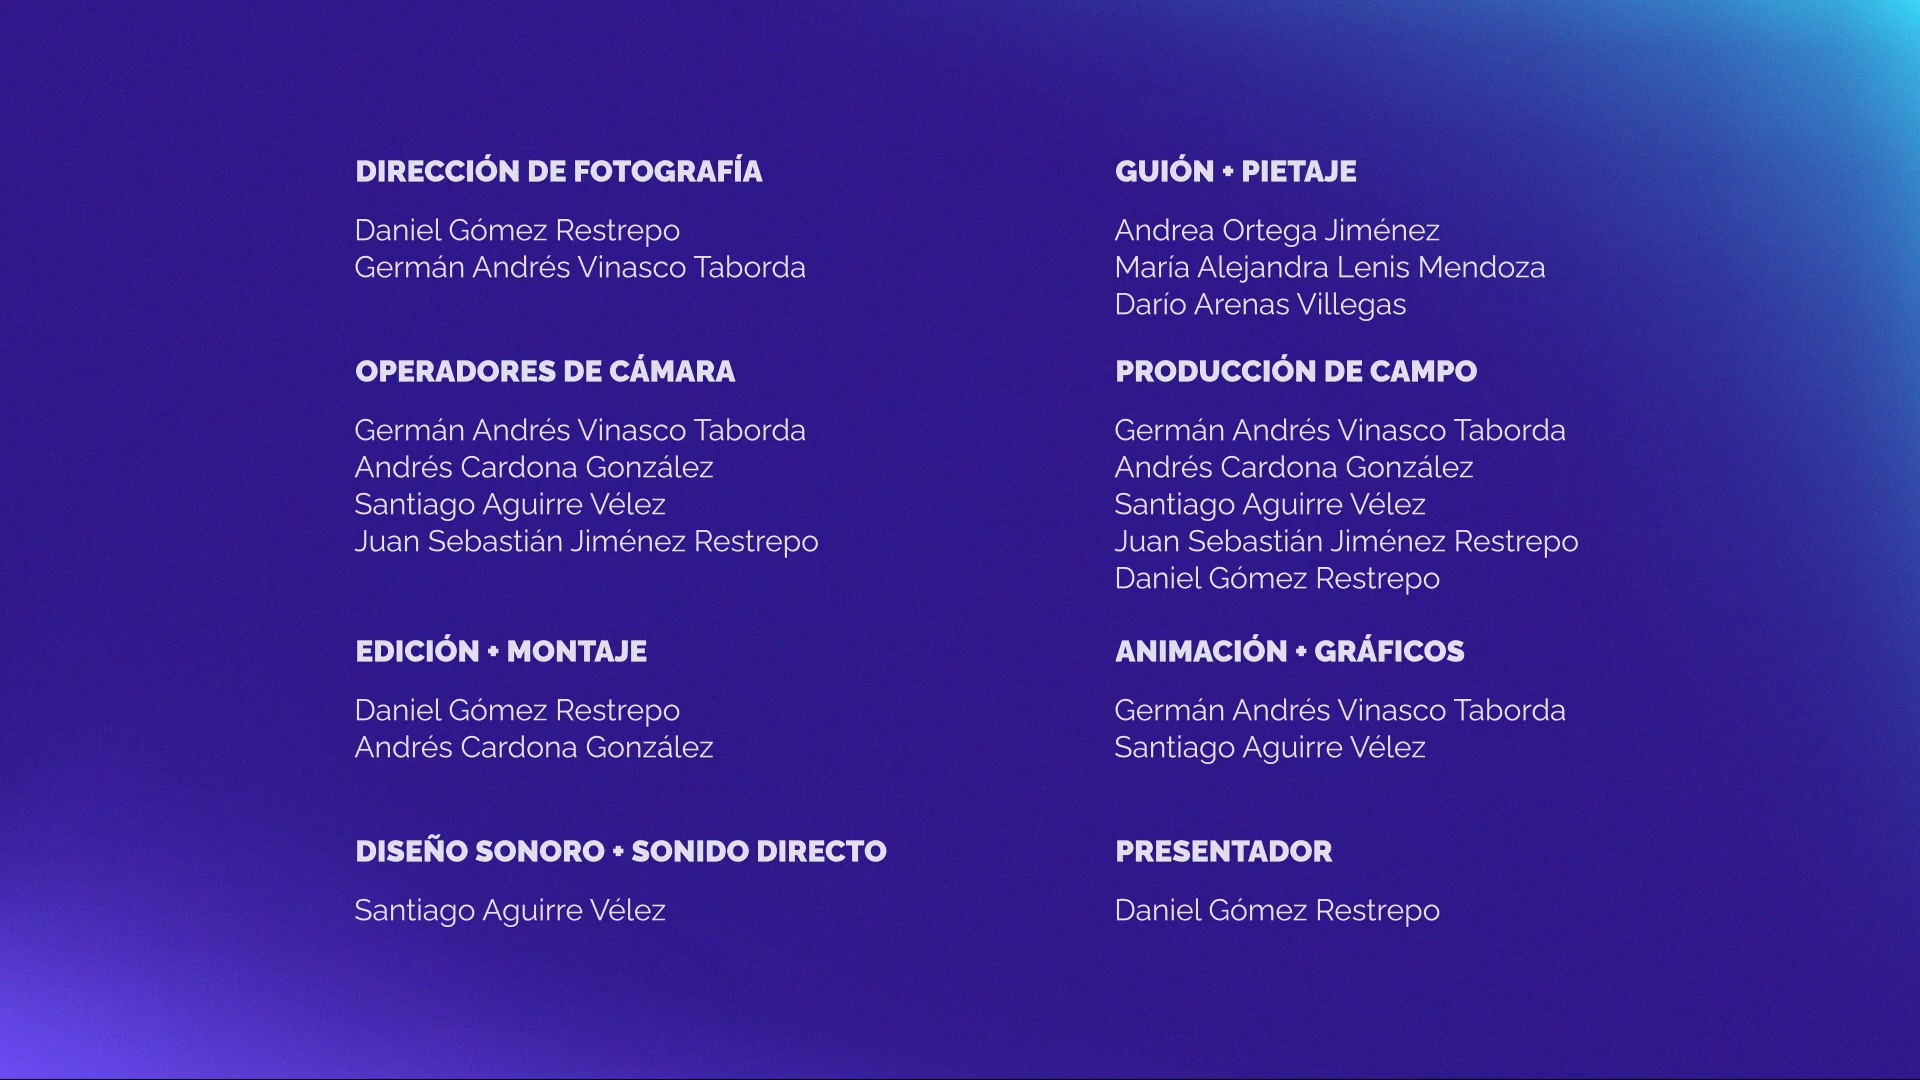 DIRECCIÓN DE FOTOGRAFÍA
Daniel Gómez Restrepo
Germán Andrés Vinasco Taborda
OPERADORES DE CÁMARA
Germán Andrés Vinasco Taborda
Andrés Cardona González
Santiago Aguirre Vélez
Juan Sebastián Jiménez Restrepo
EDICIÓN + MONTAJE
Daniel Gómez Restrepo
Andrés Cardona González
DISEÑO SONORO + SONIDO DIRECTO
Santiago Aguirre Vélez
GUIÓN + PIETAJE
Andrea Ortega Jiménez
María Alejandra Lenis Mendoza
Darío Arenas Villegas
PRODUCCIÓN DE CAMPO
Germán Andrés Vinasco Taborda
Andrés Cardona González
Santiago Aguirre Vélez
Juan Sebastián Jiménez Restrepo
Daniel Gómez Restrepo
ANIMACIÓN + GRÁFICOS
Germán Andrés Vinasco Taborda
Santiago Aguirre Vélez
PRESENTADOR
Daniel Gómez Restrepo